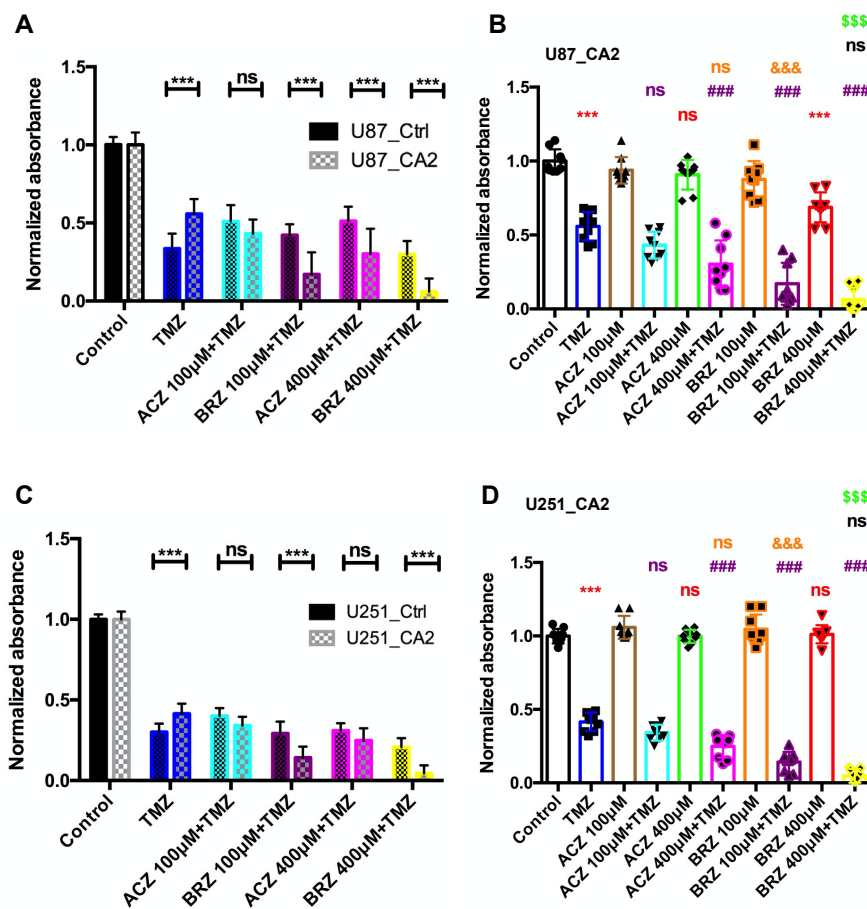 A
Normalized absorbance
1.5
1.0
0.5
0.0
*** ns *** *** ***
U87_Ctrl
U87_CA2
Control
TMZ
ACZ 100µM+TMZ
BRZ 100µM+TMZ
ACZ 400µM+TMZ
BRZ 400µM+TMZ
B
U87_CA2
$$$
ns
ns &&&
ns ### ### ###
*** ns ***
Normalized absorbance
1.5
1.0
0.5
0.0
Control
TMZ
ACZ 100µM
ACZ 100µM+TMZ
ACZ 400µM
ACZ 400µM+TMZ
BRZ 100µM
BRZ 100µM+TMZ
BRZ 400µM
BRZ 400µM+TMZ
C
Normalized absorbance
1.5
1.0
0.5
0.0
*** ns *** ns ***
U251_Ctrl
U251_CA2
Control
TMZ
ACZ 100µM+TMZ
BRZ 100µM+TMZ
ACZ 400µM+TMZ
BRZ 400µM+TMZ
D
U251_CA2
$$$
ns
ns &&&
ns ### ### ###
*** ns ns
Normalized absorbance
1.5
1.0
0.5
0.0
Control
TMZ
ACZ 100µM
ACZ 100µM+TMZ
ACZ 400µM
ACZ 400µM+TMZ
BRZ 100µM
BRZ 100µM+TMZ
BRZ 400µM
BRZ 400µM+TMZ